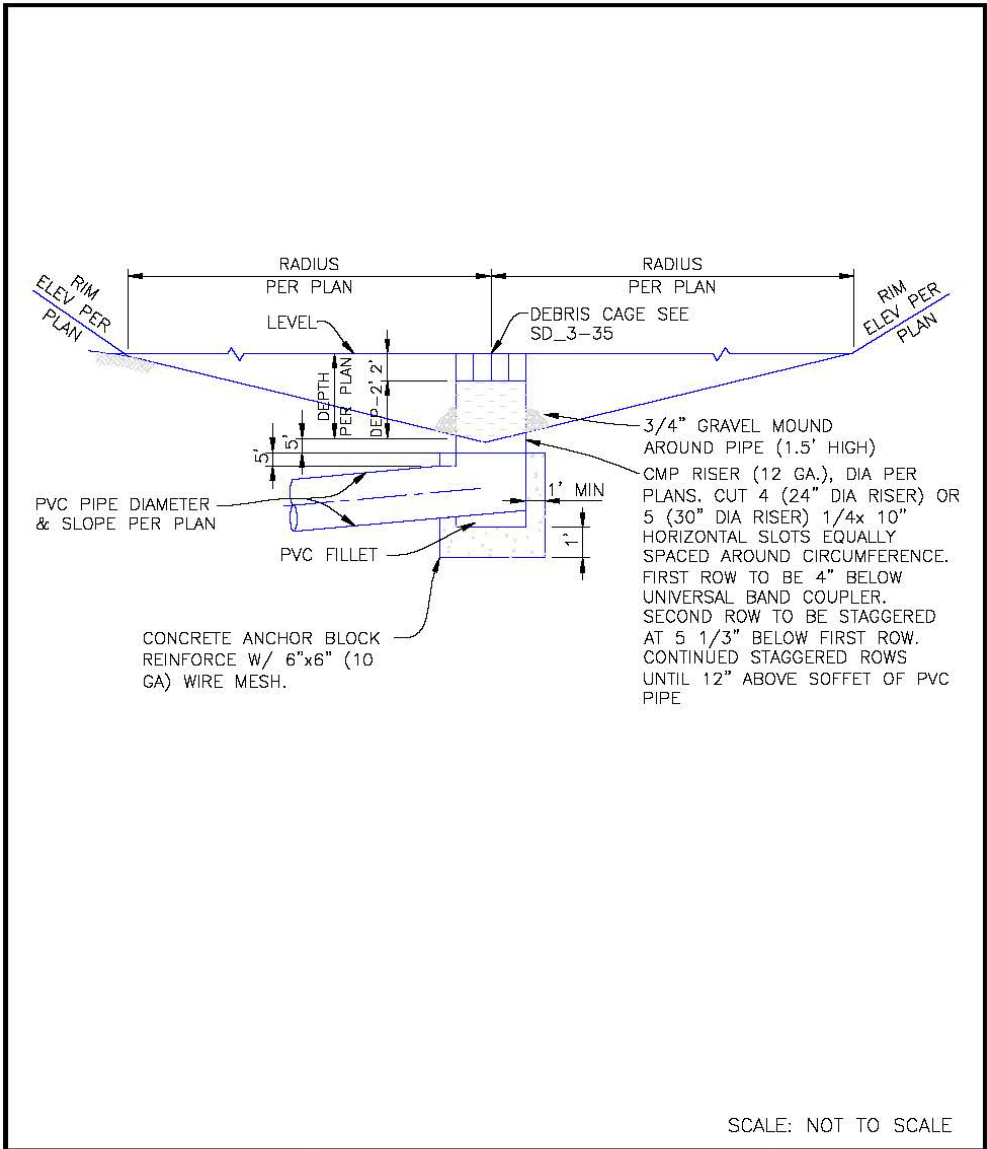 RADIUS
PER PLAN
RADIUS
PER PLAN
RIM
ELEV PER
PLAN
RIM
ELEV PER
PLAN
LEVEL
DEBRIS CAGE SEE
SD_3-35
DEPTH
PER PLAN
2'
DEP-2'
5'
5'
3/4" GRAVEL MOUND
AROUND PIPE (1.5' HIGH)
CMP RISER (12 GA.), DIA PER
PLANS. CUT 4 (24" DIA RISER) OR
5 (30" DIA RISER) 1/4x 10"
HORIZONTAL SLOTS EQUALLY
SPACED AROUND CIRCUMFERENCE.
FIRST ROW TO BE 4" BELOW
UNIVERSAL BAND COUPLER.
SECOND ROW TO BE STAGGERED
AT 5 1/3" BELOW FIRST ROW.
CONTINUED STAGGERED ROWS
UNTIL 12" ABOVE SOFFET OF PVC
PIPE
1' MIN
1'
PVC PIPE DIAMETER
& SLOPE PER PLAN
PVC FILLET
CONCRETE ANCHOR BLOCK
REINFORCE W/ 6"x6" (10
GA) WIRE MESH.
SCALE: NOT TO SCALE